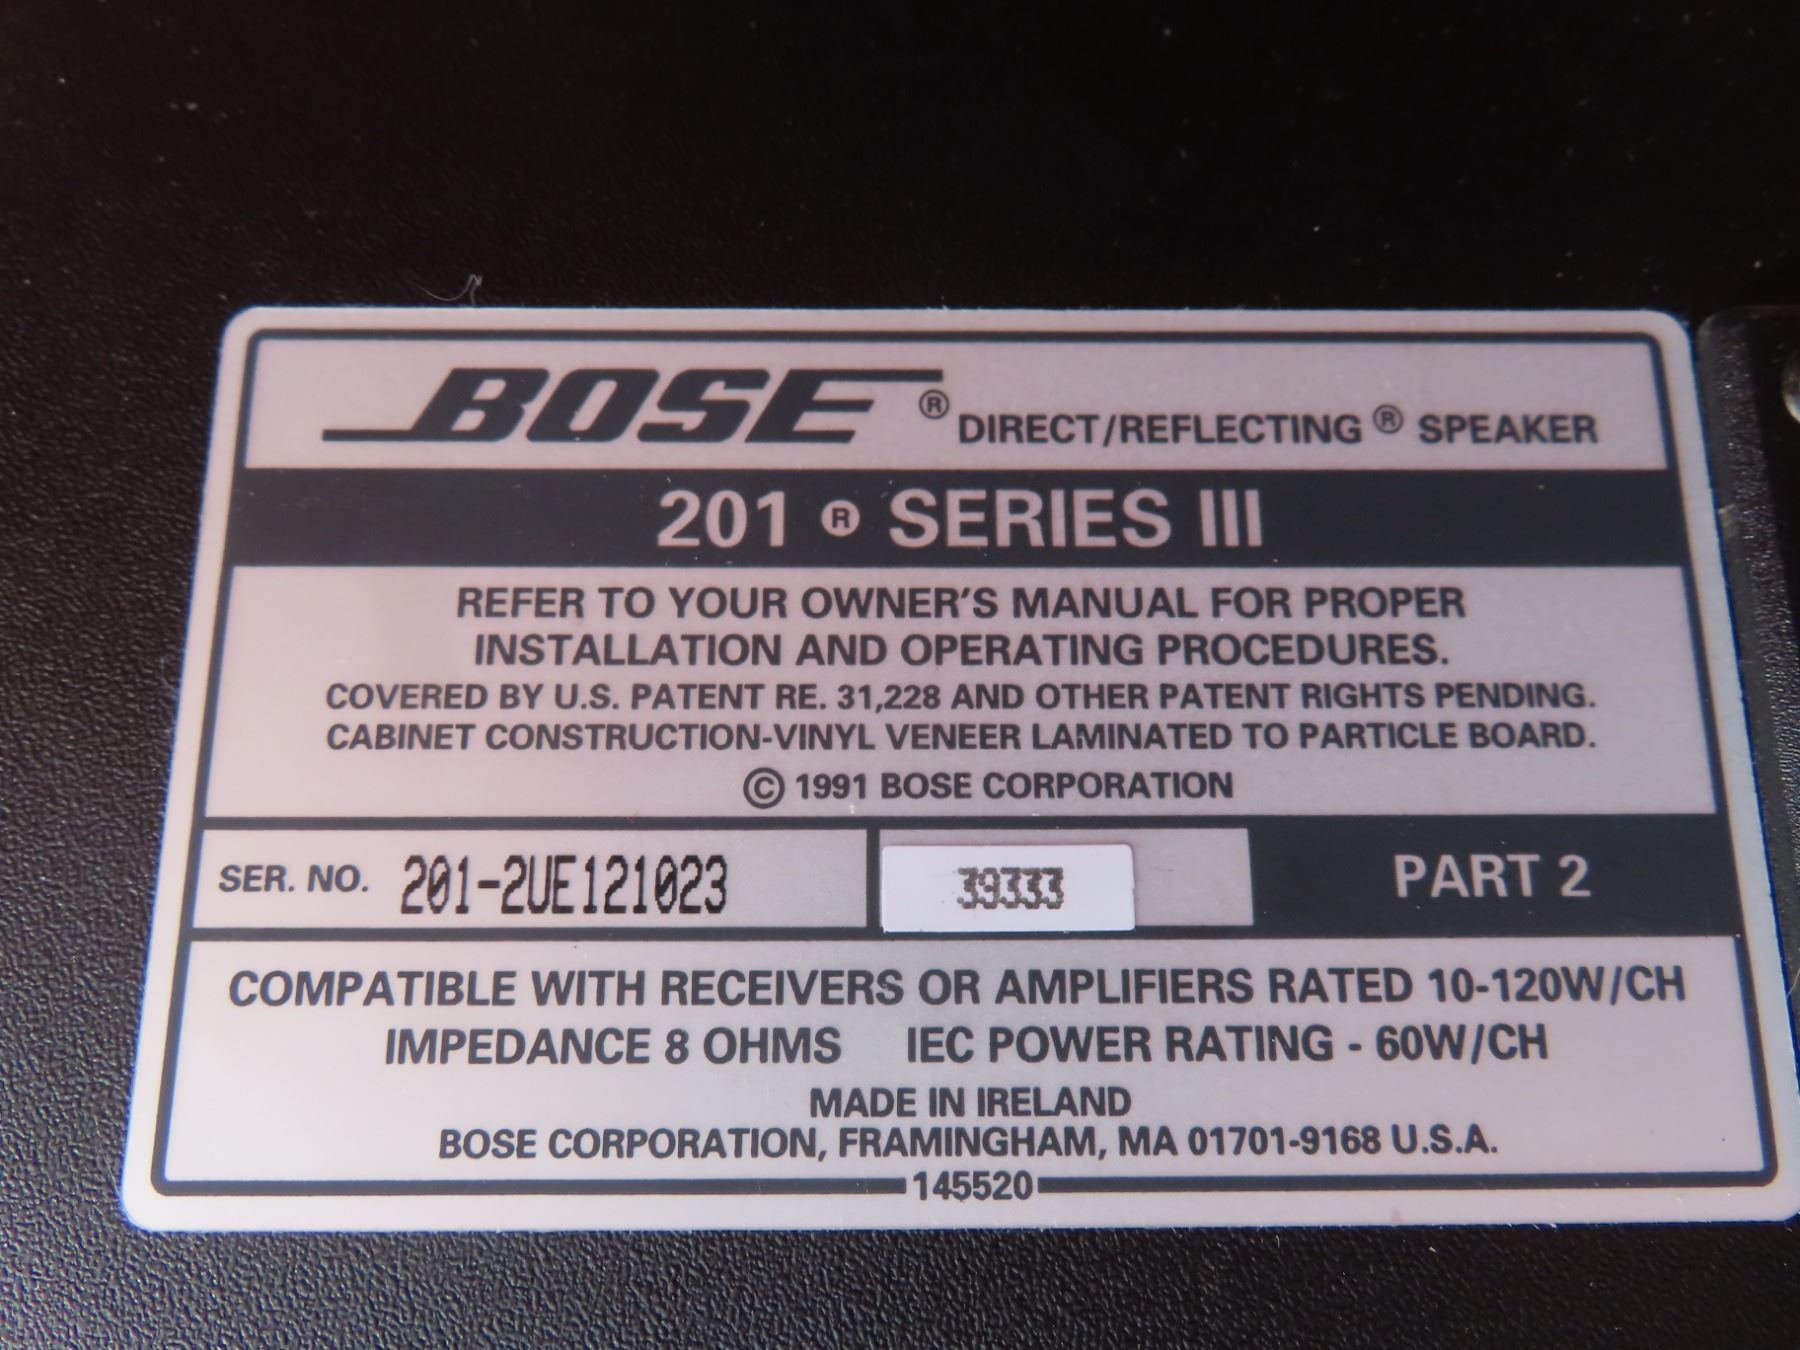 BOSE ® DIRECT/REFLECTING ® SPEAKER
201 ® SERIES III
REFER TO YOUR OWNER'S MANUAL FOR PROPER
INSTALLATION AND OPERATING PROCEDURES.
COVERED BY U.S. PATENT RE. 31,228 AND OTHER PATENT RIGHTS PENDING.
CABINET CONSTRUCTION-VINYL VENEER LAMINATED TO PARTICLE BOARD.
© 1991 BOSE CORPORATION
SER. NO. 201-2UE121023 39333 PART 2
COMPATIBLE WITH RECEIVERS OR AMPLIFIERS RATED 10-120W/CH
IMPEDANCE 8 OHMS IEC POWER RATING - 60W/CH
MADE IN IRELAND
BOSE CORPORATION, FRAMINGHAM, MA 01701-9168 U.S.A.
145520